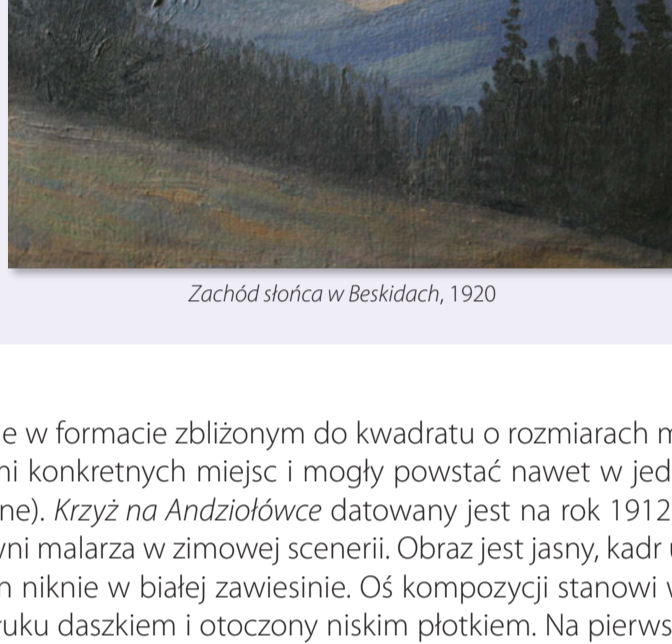 Zachód słońca w Beskidach, 1920
e w formacie zbliżonym do kwadratu o rozmiarach m
ni konkretnych miejsc i mogły powstać nawet w jed
ne). Krzyż na Andziołówce datowany jest na rok 1912
ni malarza w zimowej scenerii. Obraz jest jasny, kadr
n niknie w białej zawiesinie. Oś kompozycji stanowi
łuku daszkiem i otoczony niskim płotkiem. Na pierws